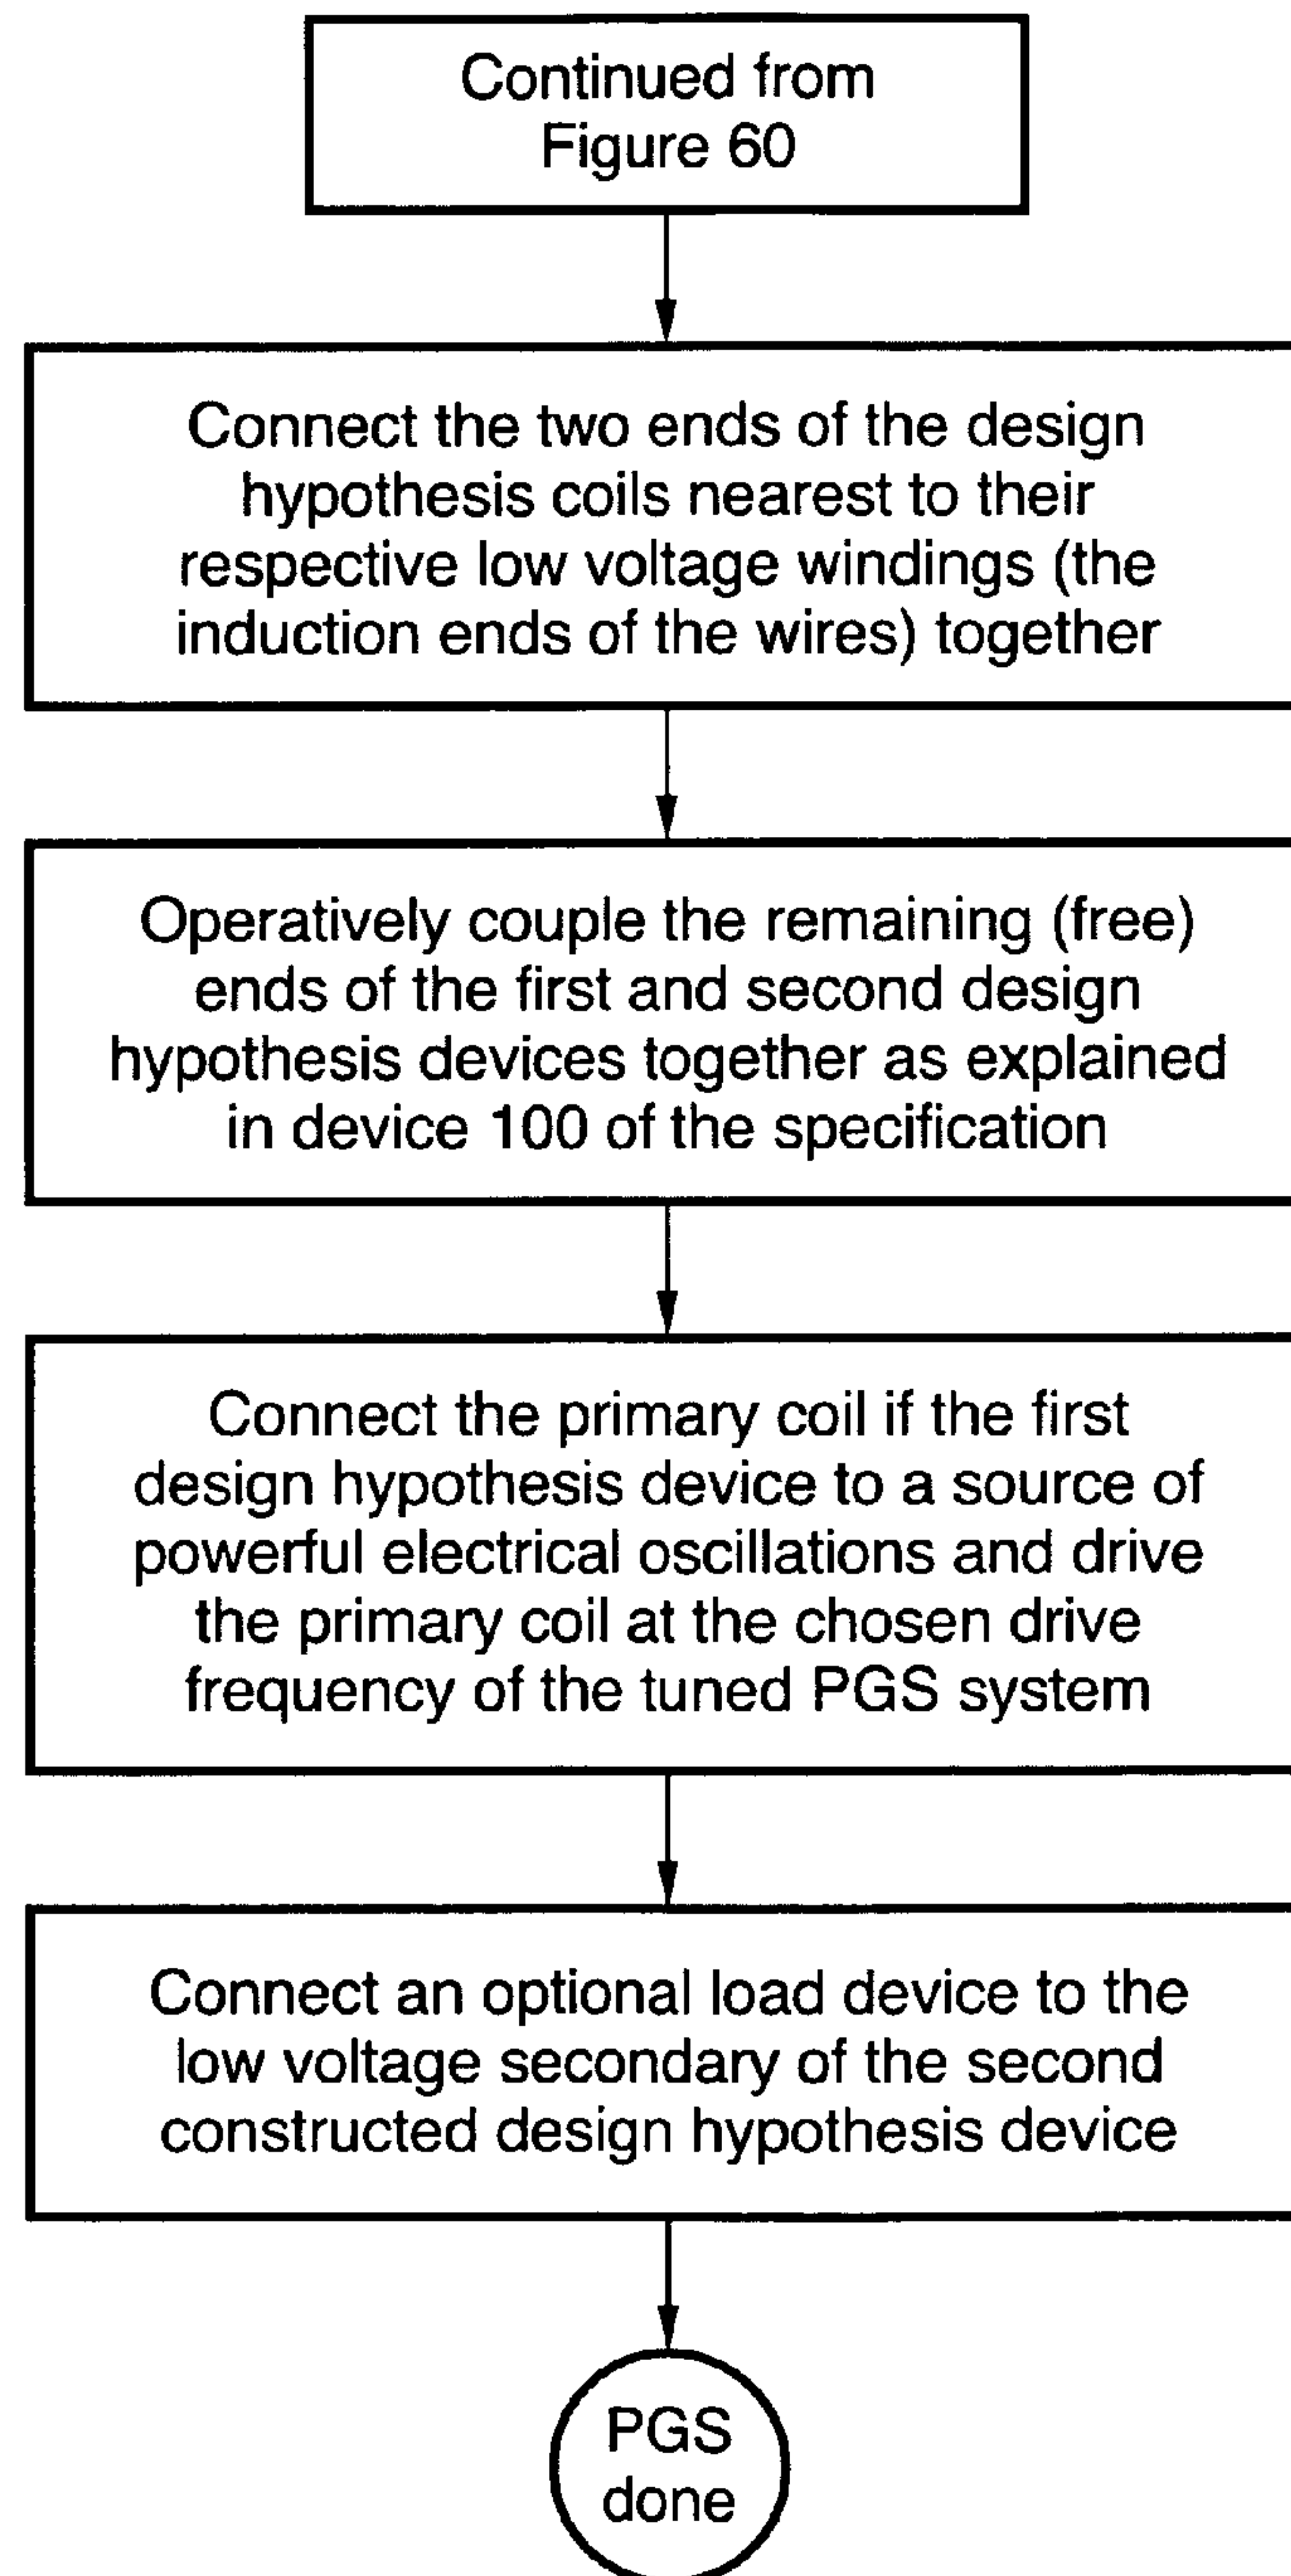 Continued from
Figure 60
Connect the two ends of the design
hypothesis coils nearest to their
respective low voltage windings (the
induction ends of the wires) together
Operatively couple the remaining (free)
ends of the first and second design
hypothesis devices together as explained
in device 100 of the specification
Connect the primary coil if the first
design hypothesis device to a source of
powerful electrical oscillations and drive
the primary coil at the chosen drive
frequency of the tuned PGS system
Connect an optional load device to the
low voltage secondary of the second
constructed design hypothesis device
PGS
done